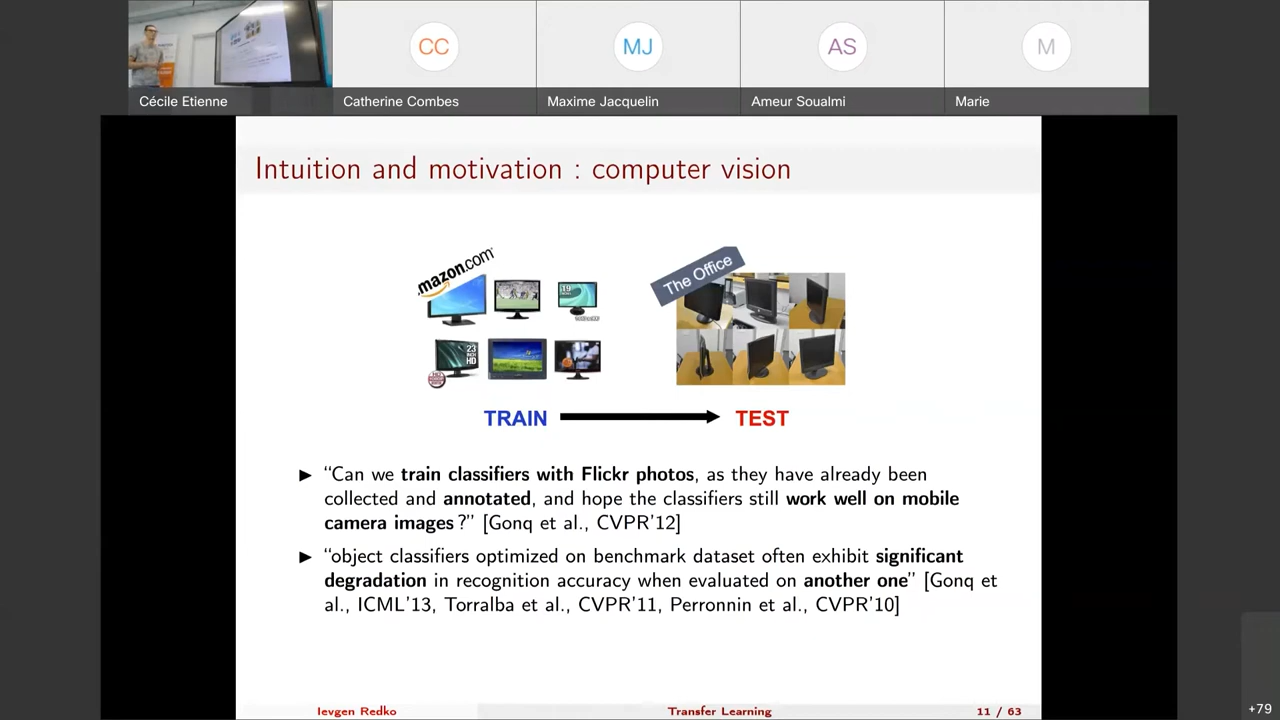 CC
MJ
AS
M
Cécile Etienne
Catherine Combes
Maxime Jacquelin
Ameur Soualmi
Marie
Intuition and motivation : computer vision
amazon.com
The Office
19
23
HD
TRAIN
TEST
“Can we train classifiers with Flickr photos, as they have already been
collected and annotated, and hope the classifiers still work well on mobile
camera images ?” [Gonq et al., CVPR'12]
“object classifiers optimized on benchmark dataset often exhibit significant
degradation in recognition accuracy when evaluated on another one” [Gonq et
al., ICML'13, Torralba et al., CVPR'11, Perronnin et al., CVPR'10]
Ievgen Redko
Transfer Learning
11 / 63
+79